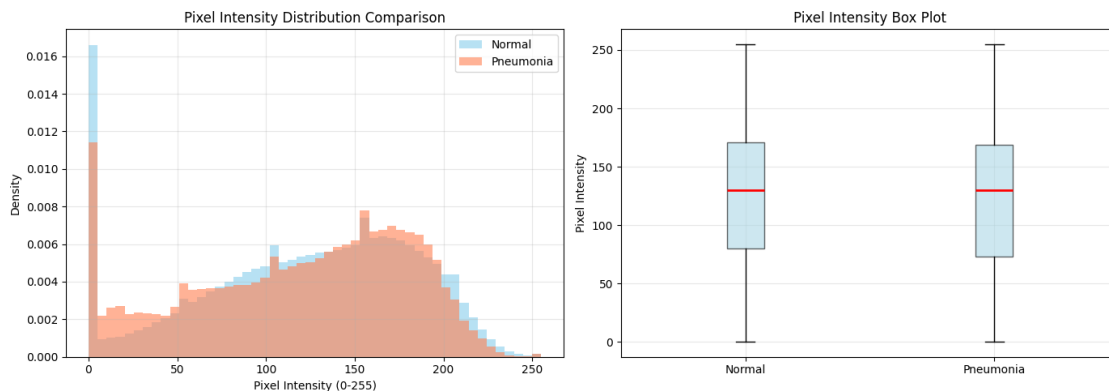 Pixel Intensity Distribution Comparison
Normal
Pneumonia
0.016
0.014
0.012
0.010
0.008
0.006
0.004
0.002
0.000
Density
0 50 100 150 200 250
Pixel Intensity (0-255)
Pixel Intensity Box Plot
250
200
150
100
50
0
Pixel Intensity
Normal Pneumonia